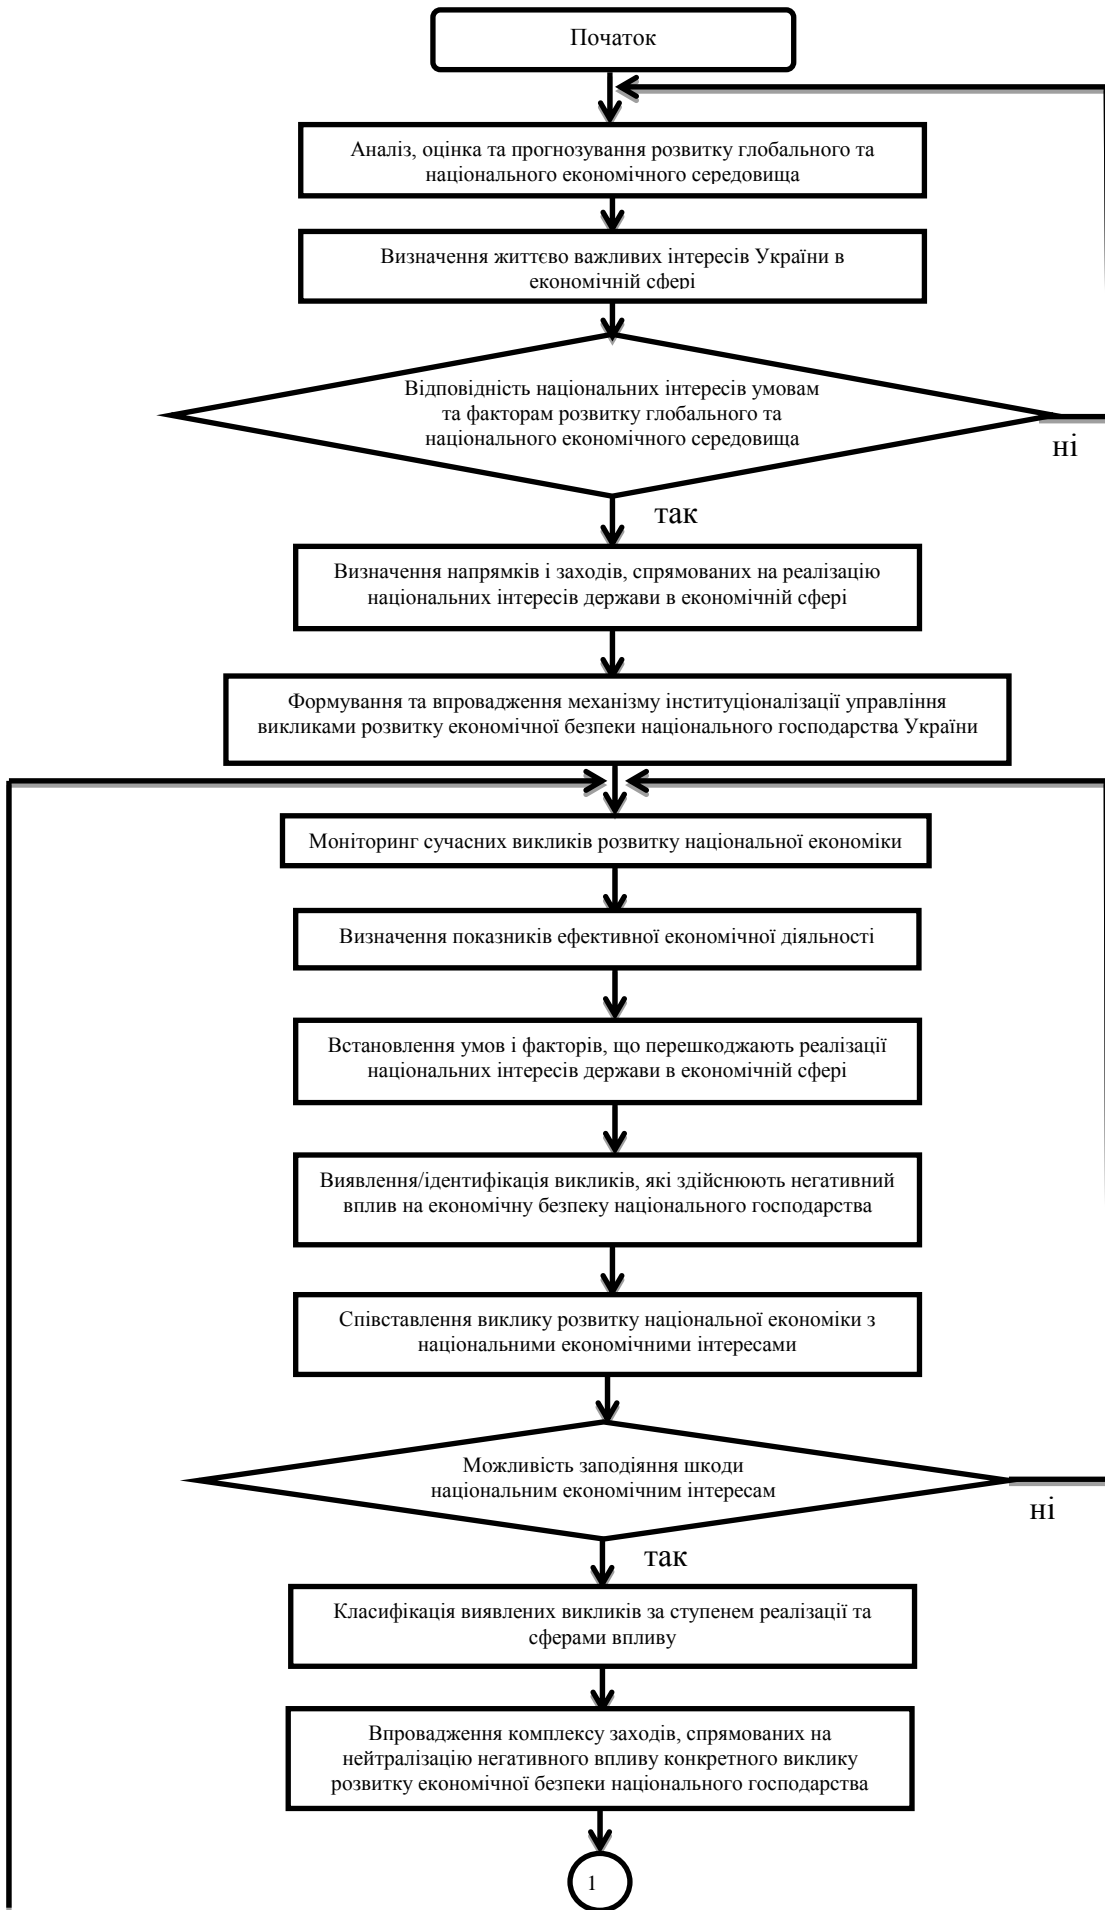 Початок
Аналіз, оцінка та прогнозування розвитку глобального та
національного економічного середовища
Визначення життєво важливих інтересів України в
економічній сфері
Відповідність національних інтересів умовам
та факторам розвитку глобального та
національного економічного середовища
ні
так
Визначення напрямків і заходів, спрямованих на реалізацію
національних інтересів держави в економічній сфері
Формування та впровадження механізму інституціоналізації управління
викликами розвитку економічної безпеки національного господарства України
Моніторинг сучасних викликів розвитку національної економіки
Визначення показників ефективної економічної діяльності
Встановлення умов і факторів, що перешкоджають реалізації
національних інтересів держави в економічній сфері
Виявлення/ідентифікація викликів, які здійснюють негативний
вплив на економічну безпеку національного господарства
Співставлення виклику розвитку національної економіки з
національними економічними інтересами
Можливість заподіяння шкоди
національним економічним інтересам
ні
так
Класифікація виявлених викликів за ступенем реалізації та
сферами впливу
Впровадження комплексу заходів, спрямованих на
нейтралізацію негативного впливу конкретного виклику
розвитку економічної безпеки національного господарства
1